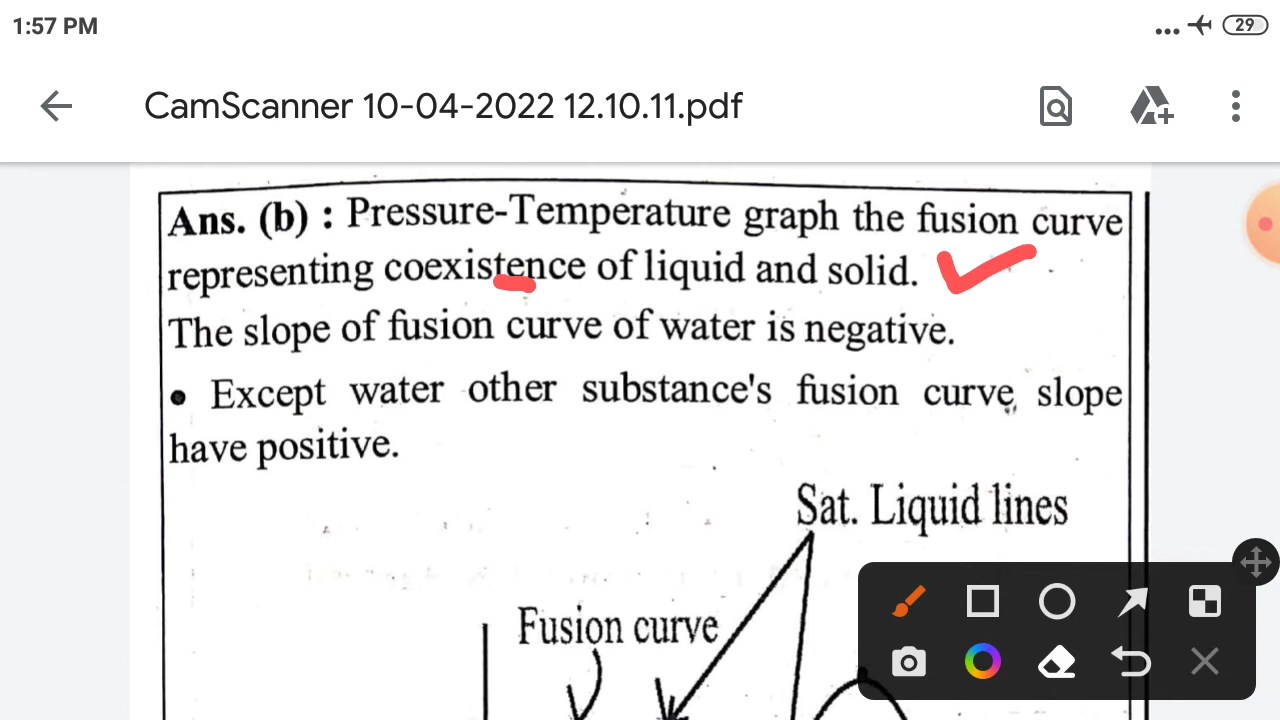 1:57 PM
29
CamScanner 10-04-2022 12.10.11.pdf
Ans. (b) : Pressure-Temperature graph the fusion curve
representing coexistence of liquid and solid.
The slope of fusion curve of water is negative.
• Except water other substance's fusion curve, slope
have positive.
Sat. Liquid lines
Fusion curve